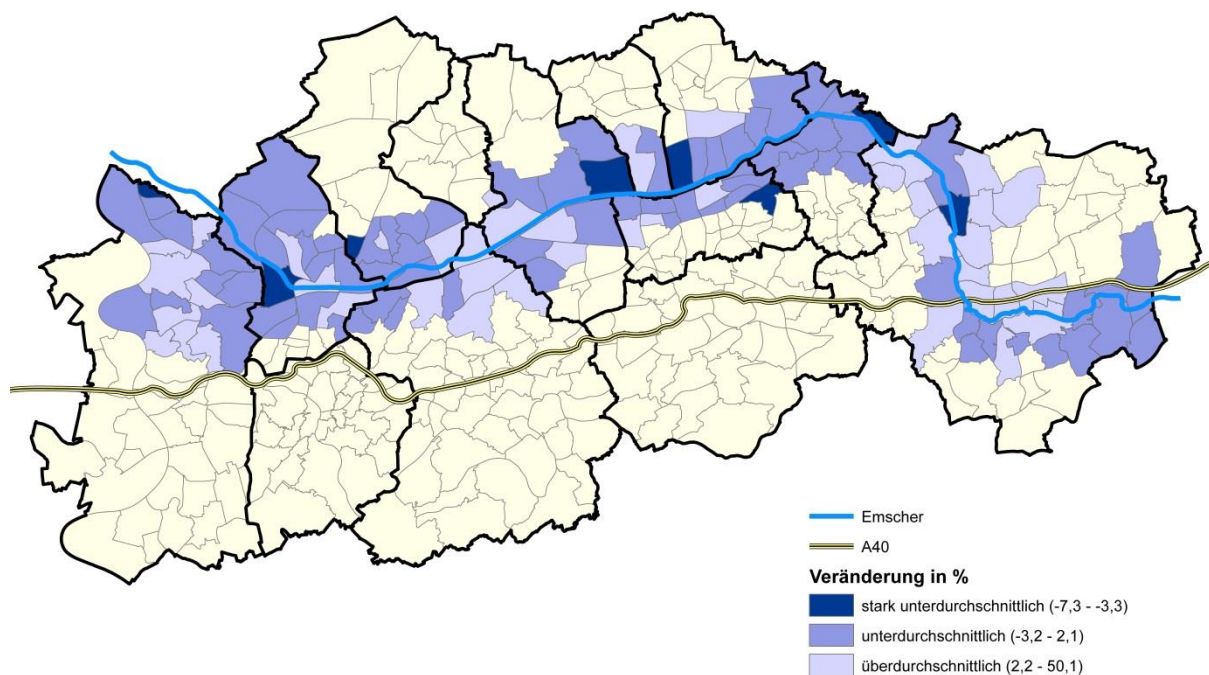 Emscher
A40
Veränderung in %
stark unterdurchschnittlich (-7,3 - -3,3)
unterdurchschnittlich (-3,2 - 2,1)
überdurchschnittlich (2,2 - 50,1)